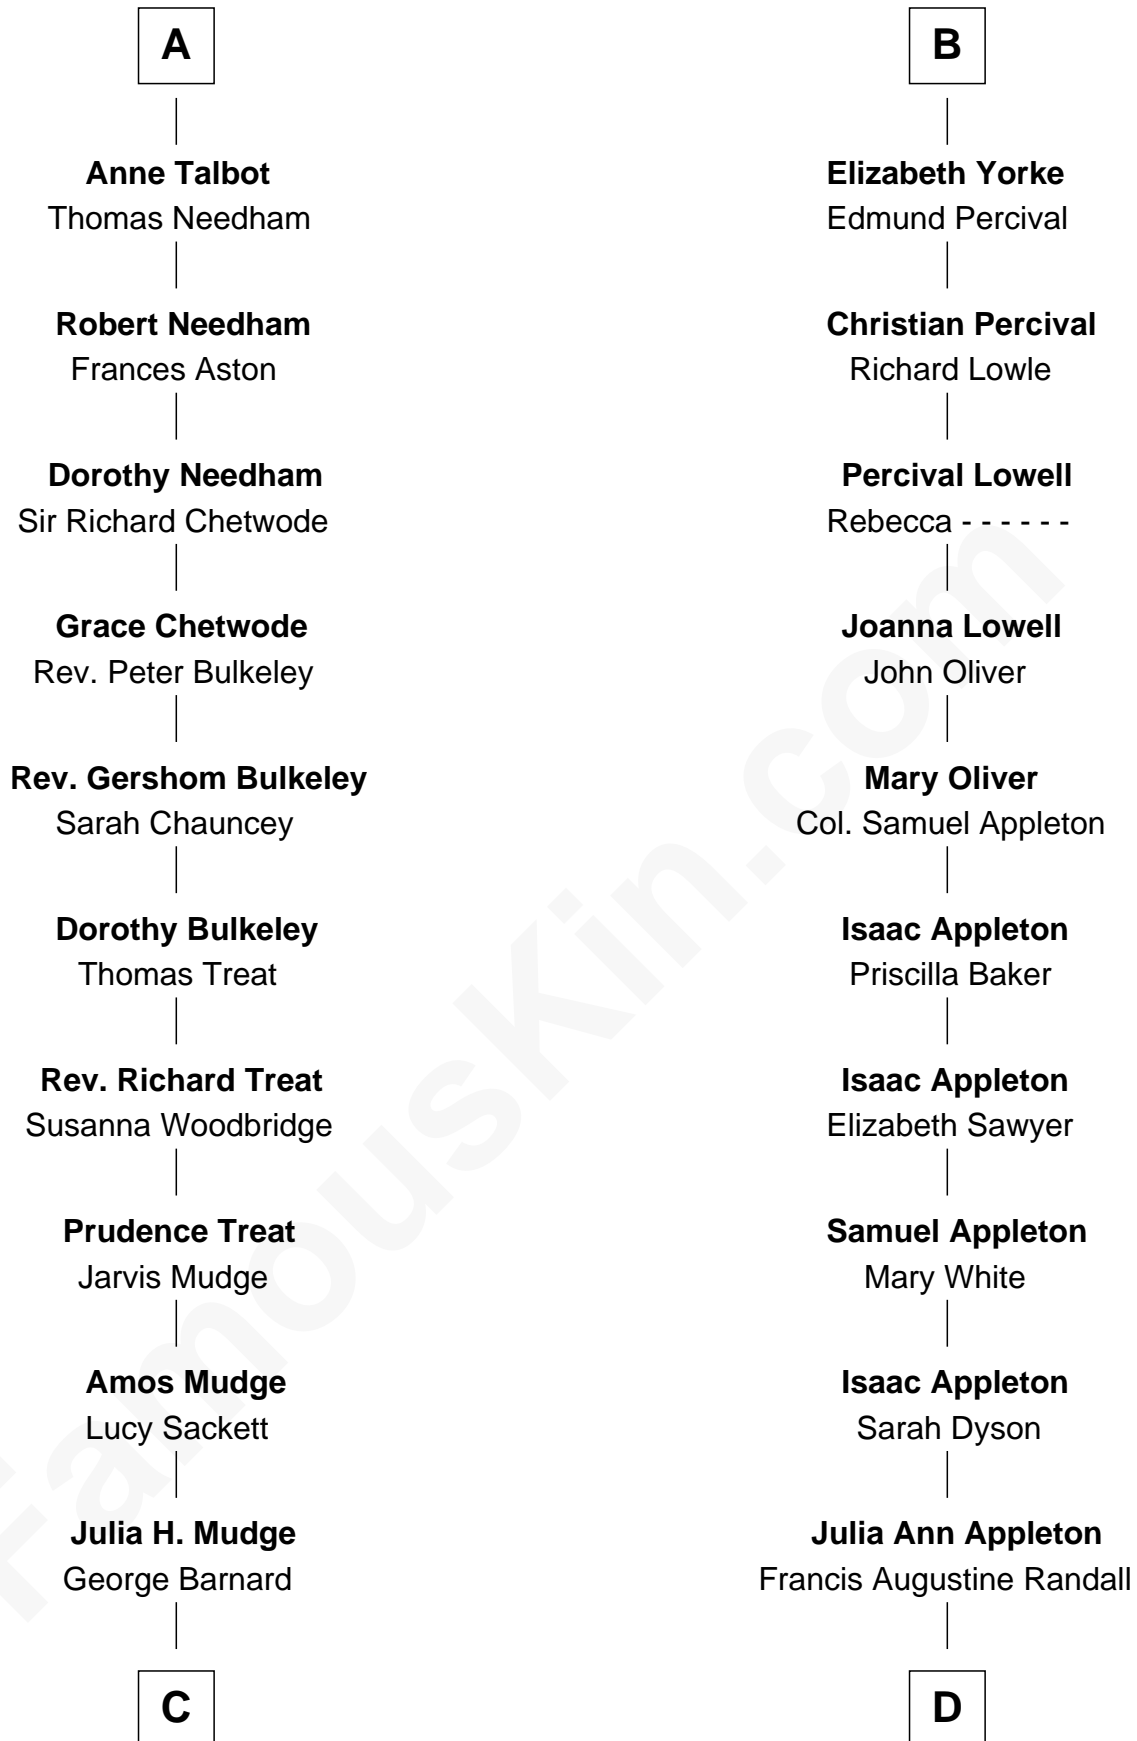 A
Anne Talbot
Thomas Needham
Robert Needham
Frances Aston
Dorothy Needham
Sir Richard Chetwode
Grace Chetwode
Rev. Peter Bulkeley
Rev. Gershom Bulkeley
Sarah Chauncey
Dorothy Bulkeley
Thomas Treat
Rev. Richard Treat
Susanna Woodbridge
Prudence Treat
Jarvis Mudge
Amos Mudge
Lucy Sackett
Julia H. Mudge
George Barnard
C
B
Elizabeth Yorke
Edmund Percival
Christian Percival
Richard Lowle
Percival Lowell
Rebecca - - - - - -
Joanna Lowell
John Oliver
Mary Oliver
Col. Samuel Appleton
Isaac Appleton
Priscilla Baker
Isaac Appleton
Elizabeth Sawyer
Samuel Appleton
Mary White
Isaac Appleton
Sarah Dyson
Julia Ann Appleton
Francis Augustine Randall
D
FamousKin.com